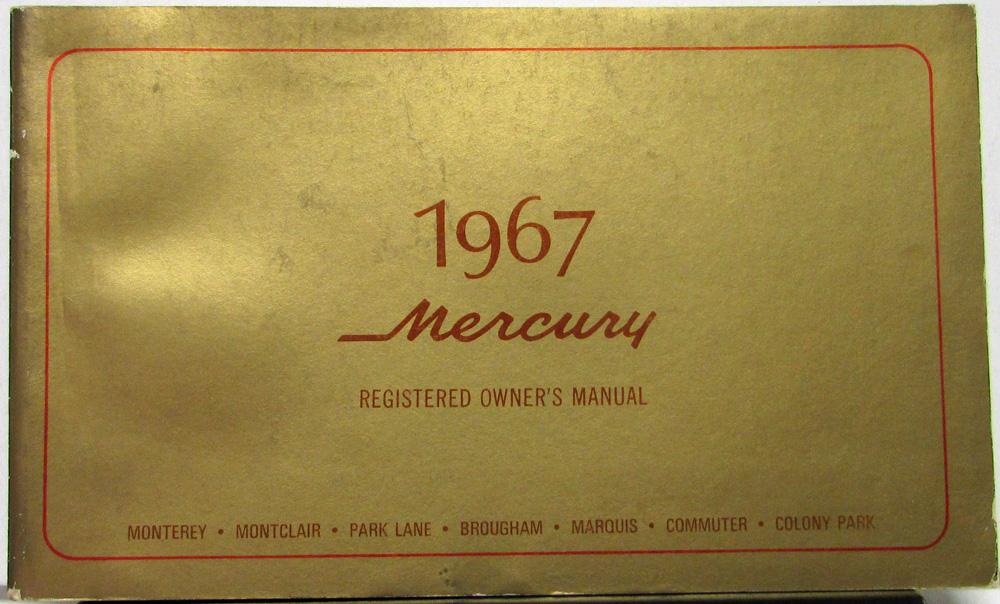 1967
Mercury
REGISTERED OWNER'S MANUAL
MONTEREY • MONTCLAIR • PARK LANE • BROUGHAM • MARQUIS • COMMUTER • COLONY PARK